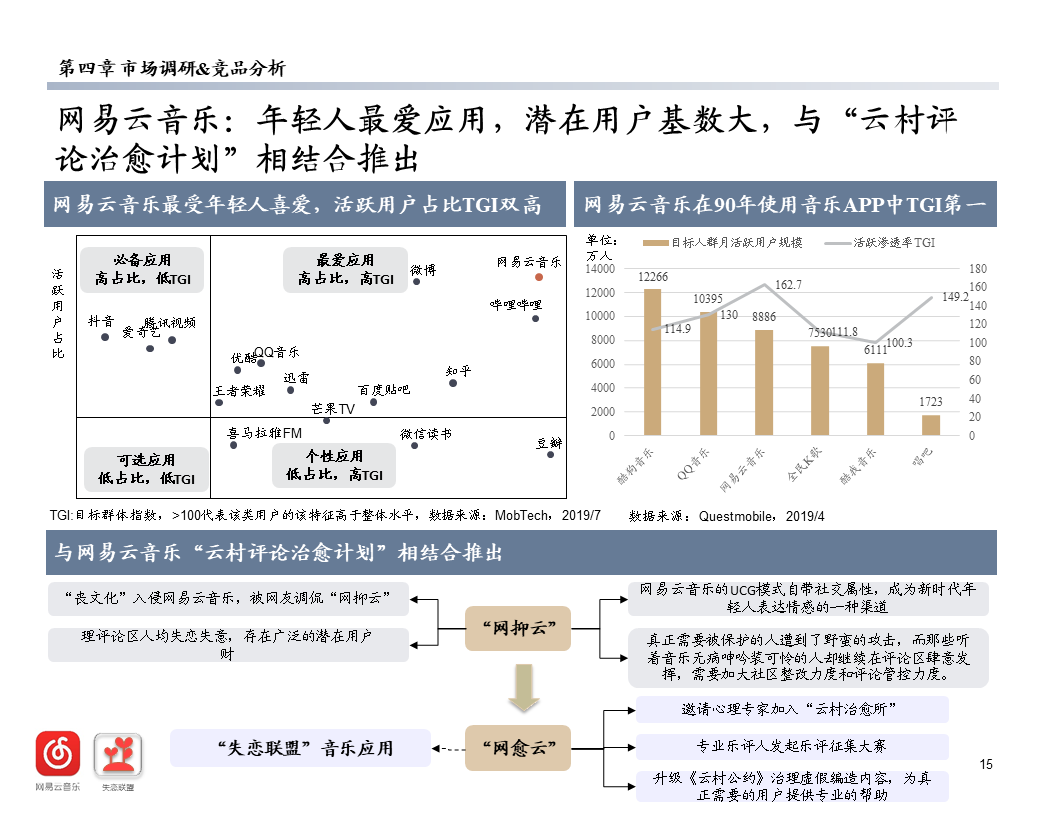 第四章 市场调研&竞品分析
网易云音乐：年轻人最爱应用，潜在用户基数大，与“云村评
论治愈计划”相结合推出
网易云音乐最受年轻人喜爱，活跃用户占比TGI双高
活跃用户占比
必备应用
高占比，低TGI
最爱应用
高占比，高TGI
微博
网易云音乐
哔哩哔哩
抖音
爱奇艺
腾讯视频
优酷
QQ音乐
王者荣耀
迅雷
百度贴吧
知乎
芒果TV
喜马拉雅FM
微信读书
豆瓣
可选应用
低占比，低TGI
个性应用
低占比，高TGI
TGI:目标群体指数，>100代表该类用户的该特征高于整体水平，数据来源：MobTech，2019/7
网易云音乐在90年使用音乐APP中TGI第一
单位：
万人
目标人群月活跃用户规模
活跃渗透率TGI
14000
12000
10000
8000
6000
4000
2000
0
12266
10395
8886
7530
6111
1723
114.9
130
162.7
111.8
100.3
149.2
180
160
140
120
100
80
60
40
20
0
酷狗音乐
QQ音乐
网易云音乐
全民K歌
酷我音乐
唱吧
数据来源：Questmobile，2019/4
与网易云音乐“云村评论治愈计划”相结合推出
“丧文化”入侵网易云音乐，被网友调侃“网抑云”
理评论区人均失恋失意，存在广泛的潜在用户
财
“网抑云”
网易云音乐的UCG模式自带社交属性，成为新时代年
轻人表达情感的一种渠道
真正需要被保护的人遭到了野蛮的攻击，而那些听
着音乐无病呻吟装可怜的人却继续在评论区肆意发
挥，需要加大社区整改力度和评论管控力度。
“失恋联盟”音乐应用
“网愈云”
邀请心理专家加入“云村治愈所”
专业乐评人发起乐评征集大赛
升级《云村公约》治理虚假编造内容，为真
正需要的用户提供专业的帮助
网易云音乐
失恋联盟
15